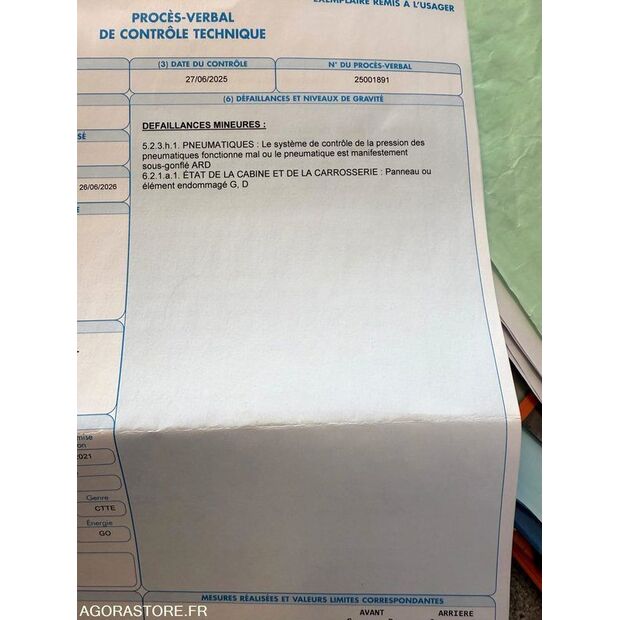 EXEMPLAIRE REMIS A L'USAGER
PROCÈS-VERBAL
DE CONTRÔLE TECHNIQUE
(3) DATE DU CONTRÔLE
N° DU PROCÈS-VERBAL
27/06/2025
25001891
(6) DÉFAILLANCES ET NIVEAUX DE GRAVITÉ
DEFAILLANCES MINEURES :
5.2.3.h.1. PNEUMATIQUES : Le système de contrôle de la pression des
pneumatiques fonctionne mal ou le pneumatique est manifestement
sous-gonflé ARD
6.2.1.a.1. ÉTAT DE LA CABINE ET DE LA CARROSSERIE : Panneau ou
élément endommagé G, D
26/06/2026
2021
Genre
CTTE
Énergie
GO
MESURES RÉALISÉES ET VALEURS LIMITES CORRESPONDANTES
AVANT ARRIERE
AGORASTORE.FR